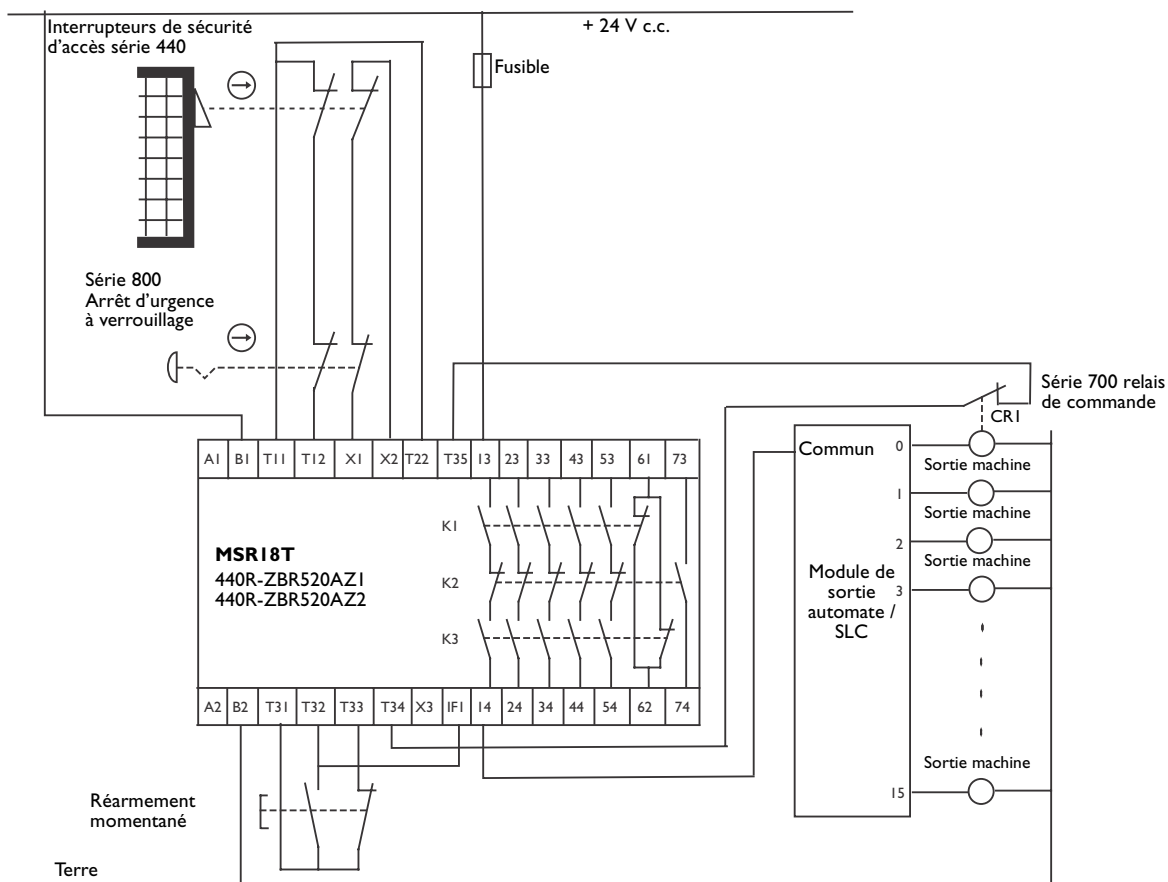 + 24 V c.c.
Interrupteurs de sécurité
d'accès série 440
Fusible
Série 800
Arrêt d'urgence
à verrouillage
Série 700 relais
de commande
CR1
A1 B1 T11 T12 X1 X2 T22 T35 13 23 33 43 53 61 73
K1
K2
K3
MSR18T
440R-ZBR520AZ1
440R-ZBR520AZ2
A2 B2 T31 T32 T33 T34 X3 IF1 14 24 34 44 54 62 74
Commun
0
Sortie machine
1
Sortie machine
2
Sortie machine
3
Module de
sortie
automate /
SLC
Sortie machine
15
Réarmement
momentané
Terre